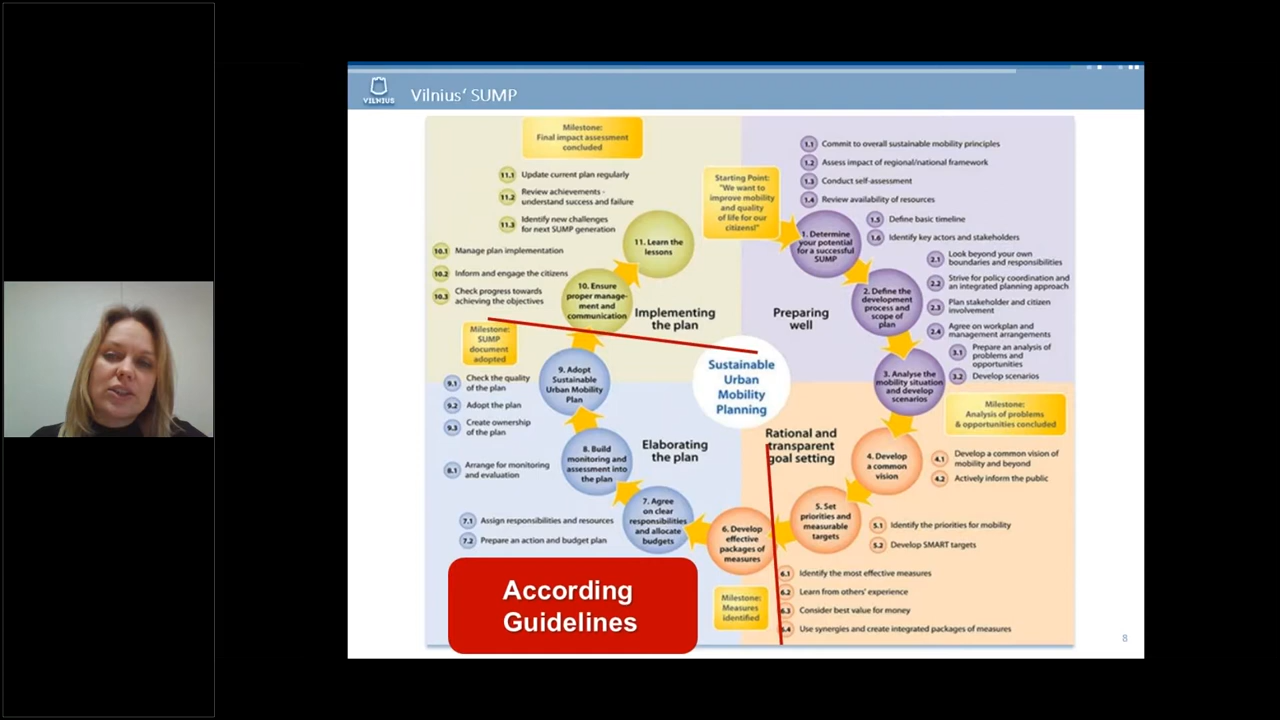 VILNIUS
Vilnius‘ SUMP
Milestone:
Final impact assessment
concluded
11.1 Update current plan regularly
11.2 Review achievements -
understand success and failure
11.3 Identify new challenges
for next SUMP generation
10.1 Manage plan implementation
10.2 Inform and engage the citizens
10.3 Check progress towards
achieving the objectives
11. Learn the
lessons
10. Ensure
proper manage-
ment and
communication
Implementing
the plan
Starting Point:
"We want to
improve mobility
and quality
of life for our
citizens!"
1.1 Commit to overall sustainable mobility principles
1.2 Assess impact of regional/national framework
1.3 Conduct self-assessment
1.4 Review availability of resources
1.5 Define basic timeline
1.6 Identify key actors and stakeholders
1. Determine
your potential
for a successful
SUMP
2.1 Look beyond your own
boundaries and responsibilities
2.2 Strive for policy coordination and
an integrated planning approach
2.3 Plan stakeholder and citizen
involvement
2.4 Agree on workplan and
management arrangements
2. Define the
development
process and
scope of
plan
Preparing
well
3.1 Prepare an analysis of
problems and
opportunities
3.2 Develop scenarios
3. Analyse the
mobility situation
and develop
scenarios
Milestone:
Analysis of problems
& opportunities concluded
Sustainable
Urban
Mobility
Planning
Milestone:
SUMP
document
adopted
9.1 Check the quality
of the plan
9.2 Adopt the plan
9.3 Create ownership
of the plan
9. Adopt
Sustainable
Urban Mobility
Plan
8.1 Arrange for monitoring
and evaluation
8. Build
monitoring and
assessment into
the plan
Elaborating
the plan
Rational and
transparent
goal setting
4. Develop
a common
vision
4.1 Develop a common vision of
mobility and beyond
4.2 Actively inform the public
7.1 Assign responsibilities and resources
7.2 Prepare an action and budget plan
7. Agree
on clear
responsibilities
and allocate
budgets
6. Develop
effective
packages of
measures
5. Set
priorities and
measurable
targets
5.1 Identify the priorities for mobility
5.2 Develop SMART targets
Milestone:
Measures
identified
6.1 Identify the most effective measures
6.2 Learn from others' experience
6.3 Consider best value for money
6.4 Use synergies and create integrated packages of measures
According
Guidelines
8